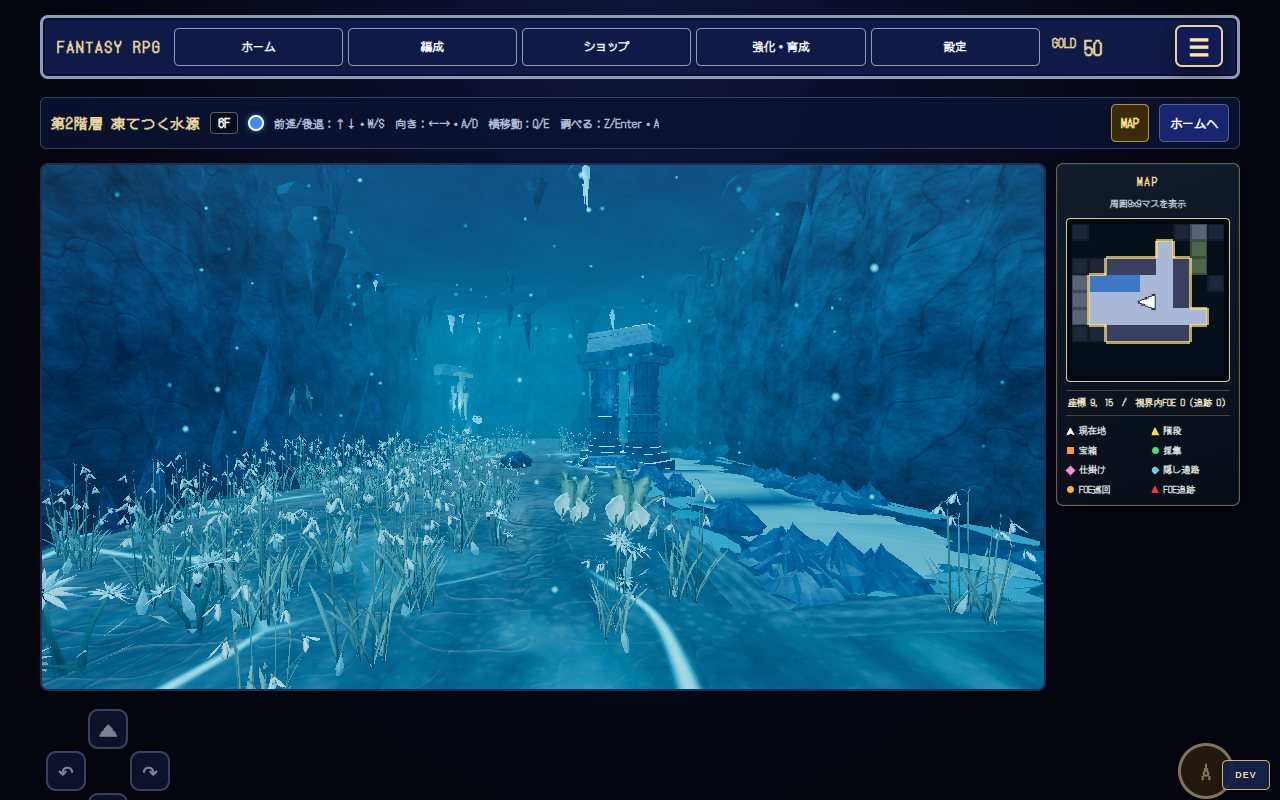 FANTASY RPG
ホーム
編成
ショップ
強化・育成
設定
GOLD 50
第2階層 凍てつく水源
6F
前進/後退：↑↓・W/S 向き：←→・A/D 横移動：Q/E 調べる：Z/Enter・A
MAP
ホームへ
MAP
周囲9x9マスを表示
座標 9, 15 / 視界内FOE 0 (追跡 0)
現在地
階段
宝箱
採集
仕掛け
隠し通路
FOE巡回
FOE追跡
A
DEV